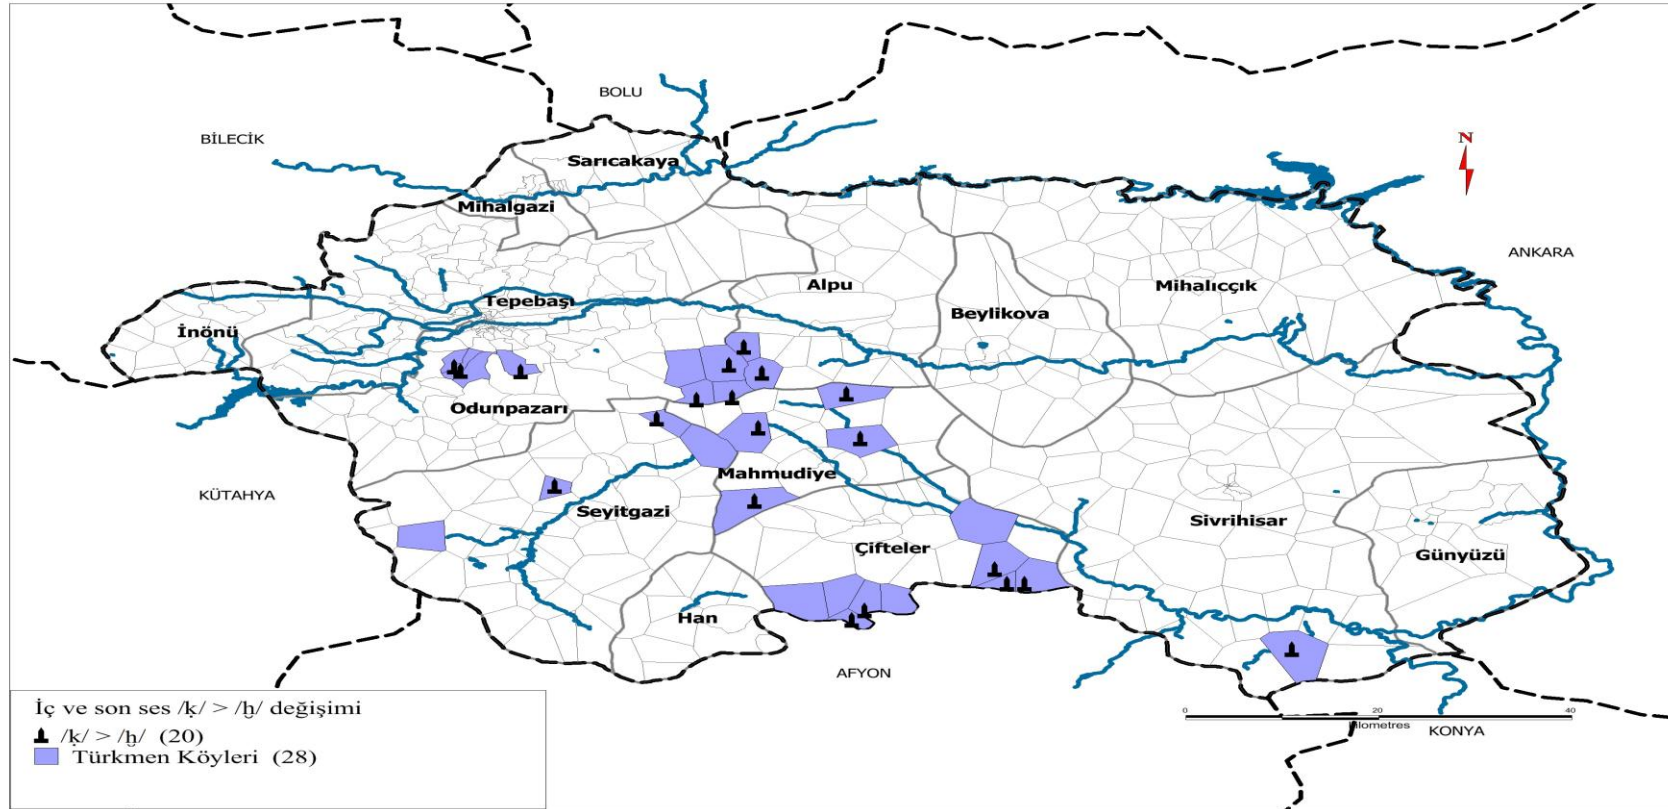 BOLU
BİLECİK
N
Sarıcakaya
Mihalgazi
ANKARA
Alpu
Mihalıççık
Tepebaşı
Beylikova
İnönü
Odunpazarı
Mahmudiye
KÜTAHYA
Seyitgazi
Sivrihisar
Çifteler
Günyüzü
Han
AFYON
0 20 40
Kilometres
KONYA
İç ve son ses /ḳ/ > /ḫ/ değişimi
/ḳ/ > /ḫ/ (20)
Türkmen Köyleri (28)